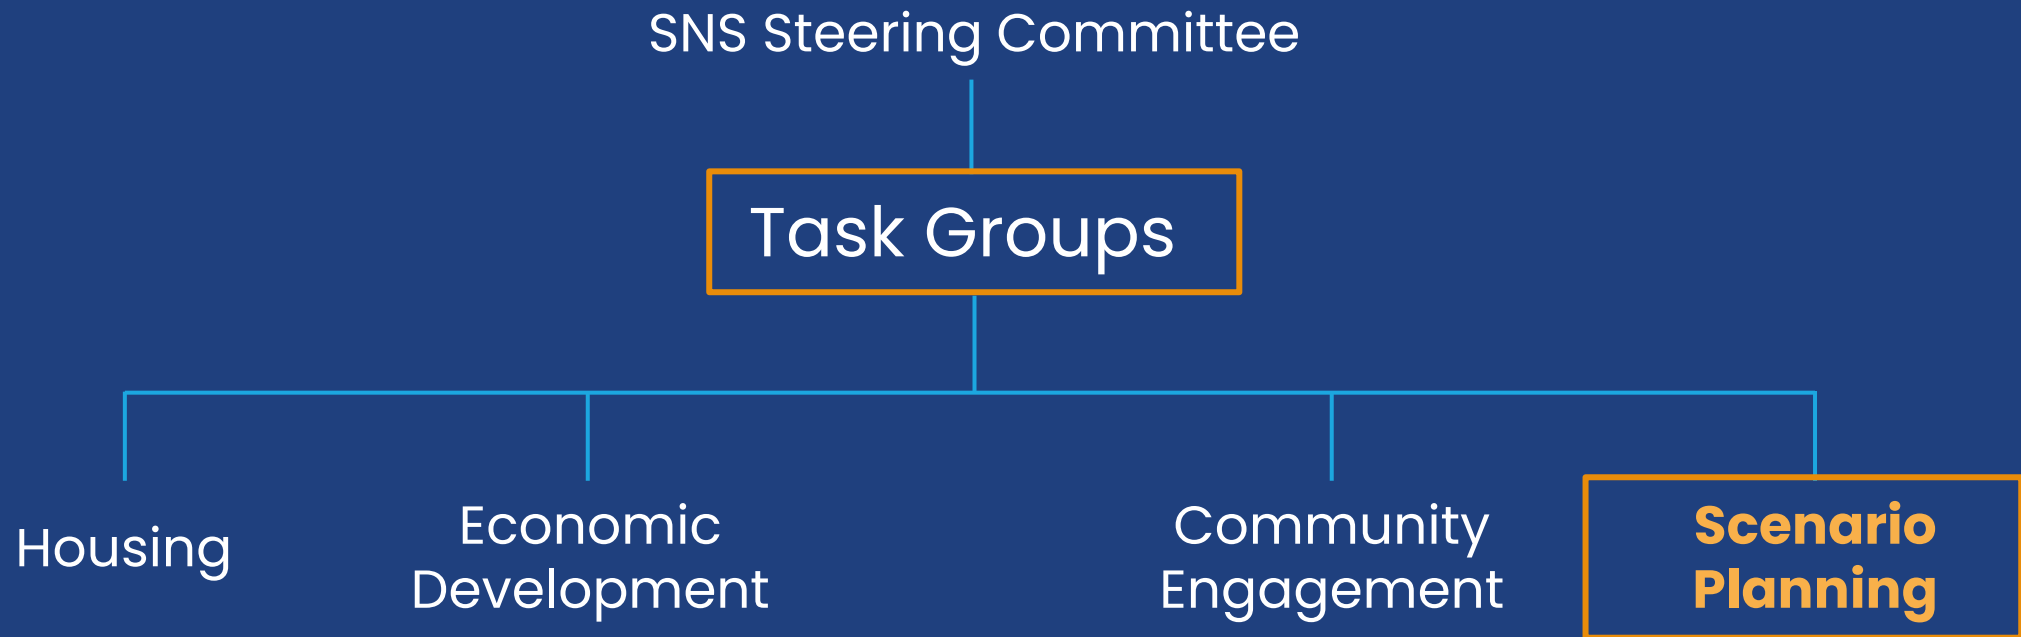 SNS Steering Committee
Task Groups
Housing
Economic
Development
Community
Engagement
Scenario
Planning